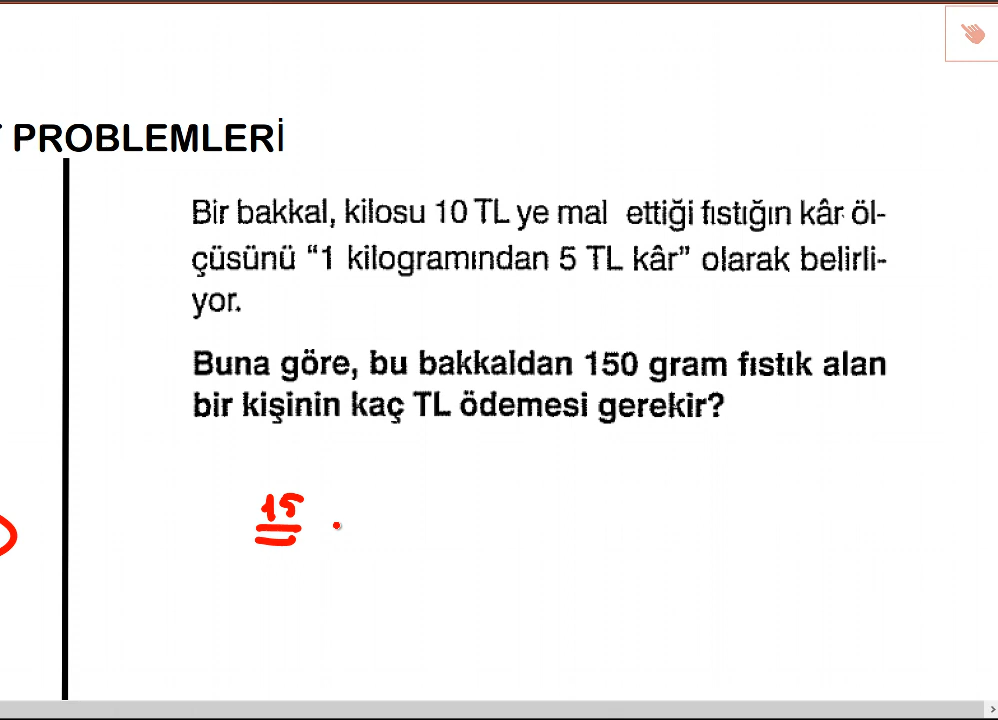 PROBLEMLERİ
Bir bakkal, kilosu 10 TL ye mal ettiği fıstığın kâr öl-
çüsünü “1 kilogramından 5 TL kâr” olarak belirli-
yor.
Buna göre, bu bakkaldan 150 gram fıstık alan
bir kişinin kaç TL ödemesi gerekir?
15 .